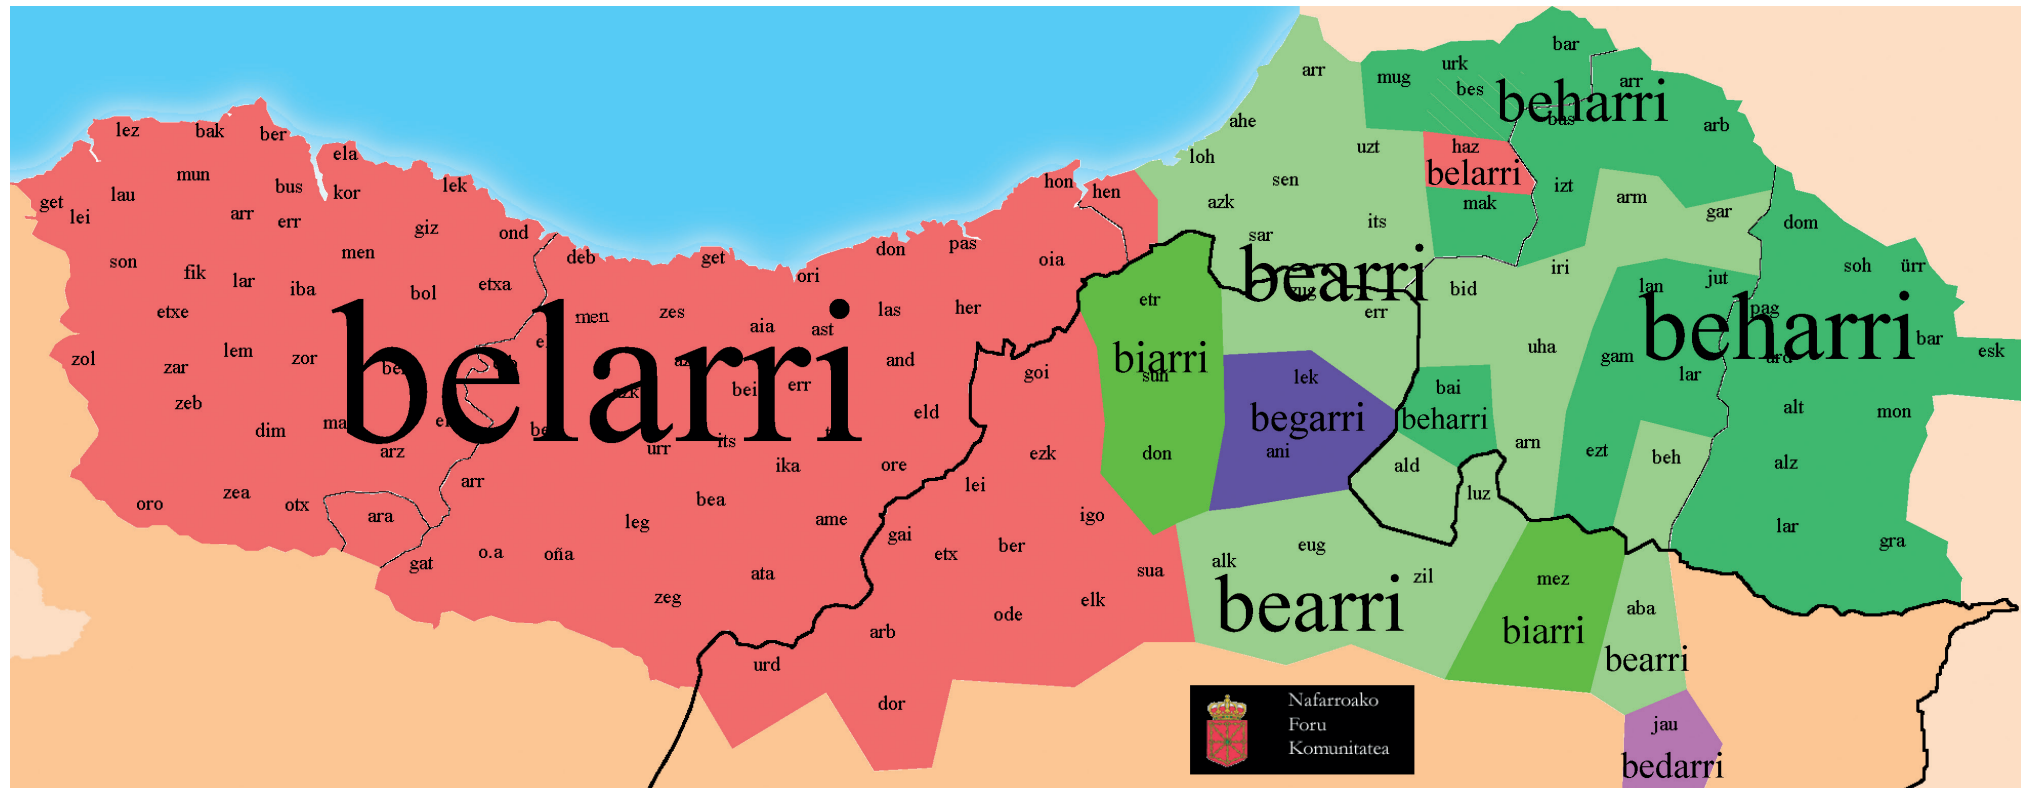 bar
urk
arr
mug
arr
bes
beharri
bus
arb
ahe
lez
bak
ber
ela
loh
uzt
haz
belarri
mun
sen
izt
lau
bus
kor
lek
hon
hen
azk
mak
arm
gar
get
lei
arr
err
giz
ond
its
dom
son
fik
lar
men
iba
bol
etxa
deb
get
ori
don
pas
oia
sar
bearri
zug
err
bid
iri
lan
jut
soh
ürr
pag
etxe
men
zes
aia
ast
las
her
etr
biarri
sun
uha
gam
lar
beharri
bar
esk
zol
zar
lem
zor
belarri
bei
err
and
goi
lek
begarri
ani
bai
beharri
alt
mon
zeb
dim
arz
eld
urr
its
ika
ore
ezk
don
ald
arn
ezt
beh
alz
oro
zea
otx
ara
arr
leg
bea
ame
lei
igo
luz
lar
gra
gat
o.a
oña
ata
zeg
gai
etx
ber
sua
alk
eug
zil
bearri
mez
biarri
aba
bearri
arb
ode
elk
urd
dor
jau
bedarri
Nafarroako
Foru
Komunitatea